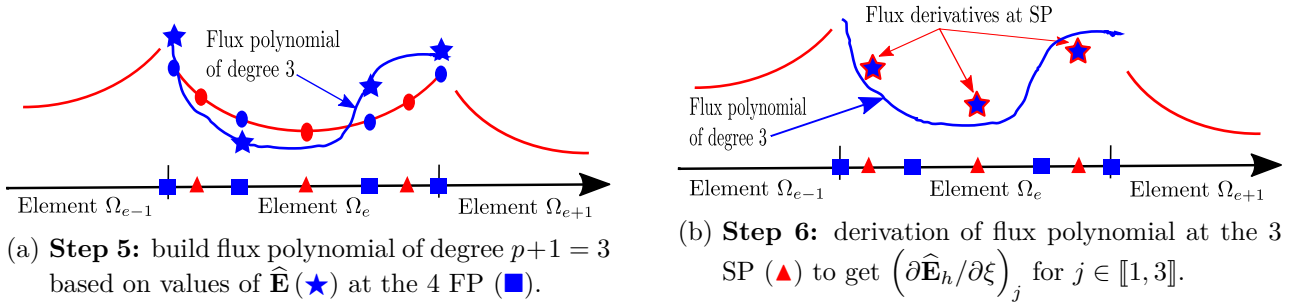 Flux polynomial
of degree 3
Element Ω_{e−1}
Element Ω_e
Element Ω_{e+1}
(a) Step 5: build flux polynomial of degree p+1 = 3
based on values of \widehat{E} (★) at the 4 FP (■).
Flux derivatives at SP
Flux polynomial
of degree 3
Element Ω_{e−1}
Element Ω_e
Element Ω_{e+1}
(b) Step 6: derivation of flux polynomial at the 3
SP (▲) to get (∂\widehat{E}_h/∂ξ)_j for j ∈ ⟦1, 3⟧.